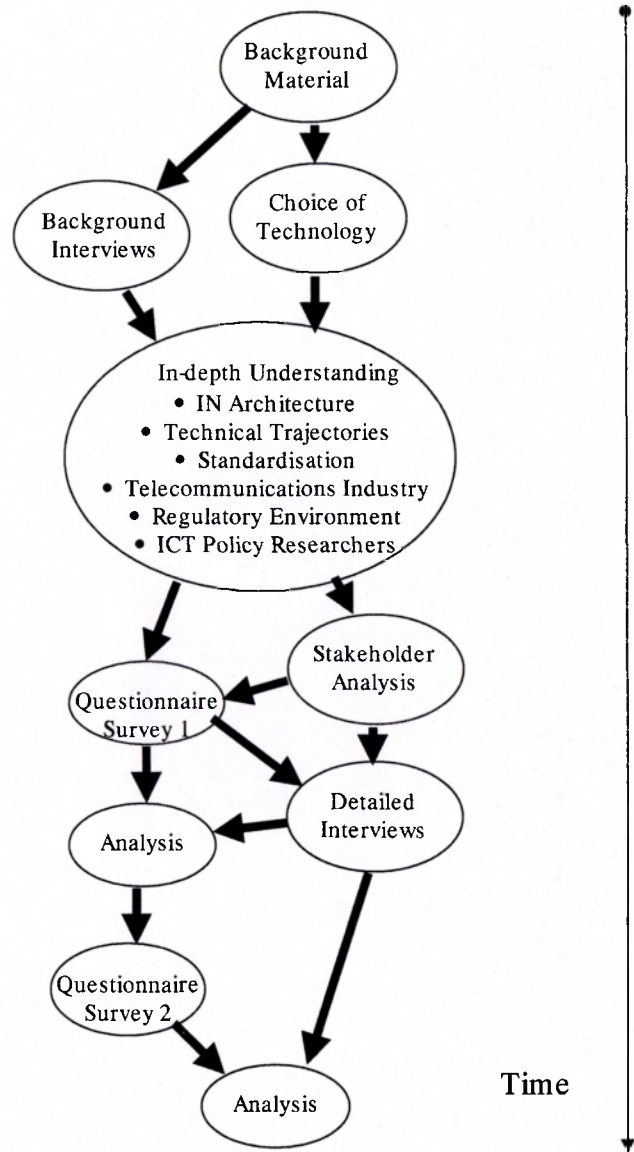 Background
Material
Choice of
Technology
Background
Interviews
In-depth Understanding
• IN Architecture
• Technical Trajectories
• Standardisation
• Telecommunications Industry
• Regulatory Environment
• ICT Policy Researchers
Stakeholder
Analysis
Questionnaire
Survey 1
Detailed
Interviews
Analysis
Questionnaire
Survey 2
Analysis
Time